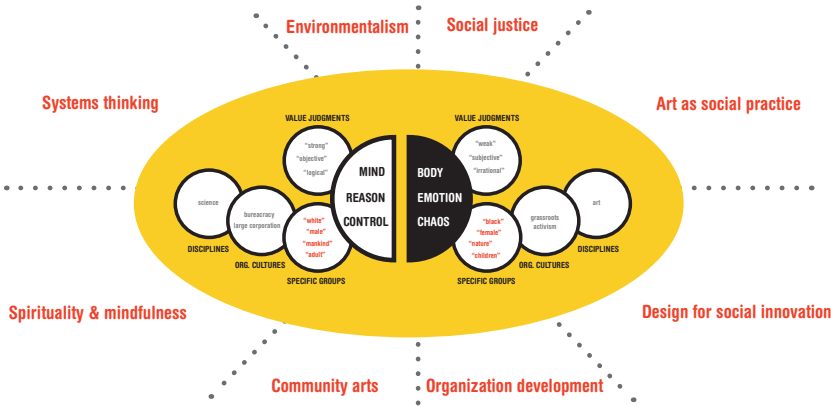 Environmentalism
Social justice
Systems thinking
Art as social practice
VALUE JUDGMENTS
"strong"
"objective"
"logical"
MIND
REASON
CONTROL
science
DISCIPLINES
bureacracy
large corporation
ORG. CULTURES
"white"
"male"
"mankind"
"adult"
SPECIFIC GROUPS
VALUE JUDGMENTS
"weak"
"subjective"
"irrational"
BODY
EMOTION
CHAOS
"black"
"female"
"nature"
"children"
SPECIFIC GROUPS
grassroots
activism
ORG. CULTURES
art
DISCIPLINES
Spirituality & mindfulness
Design for social innovation
Community arts
Organization development